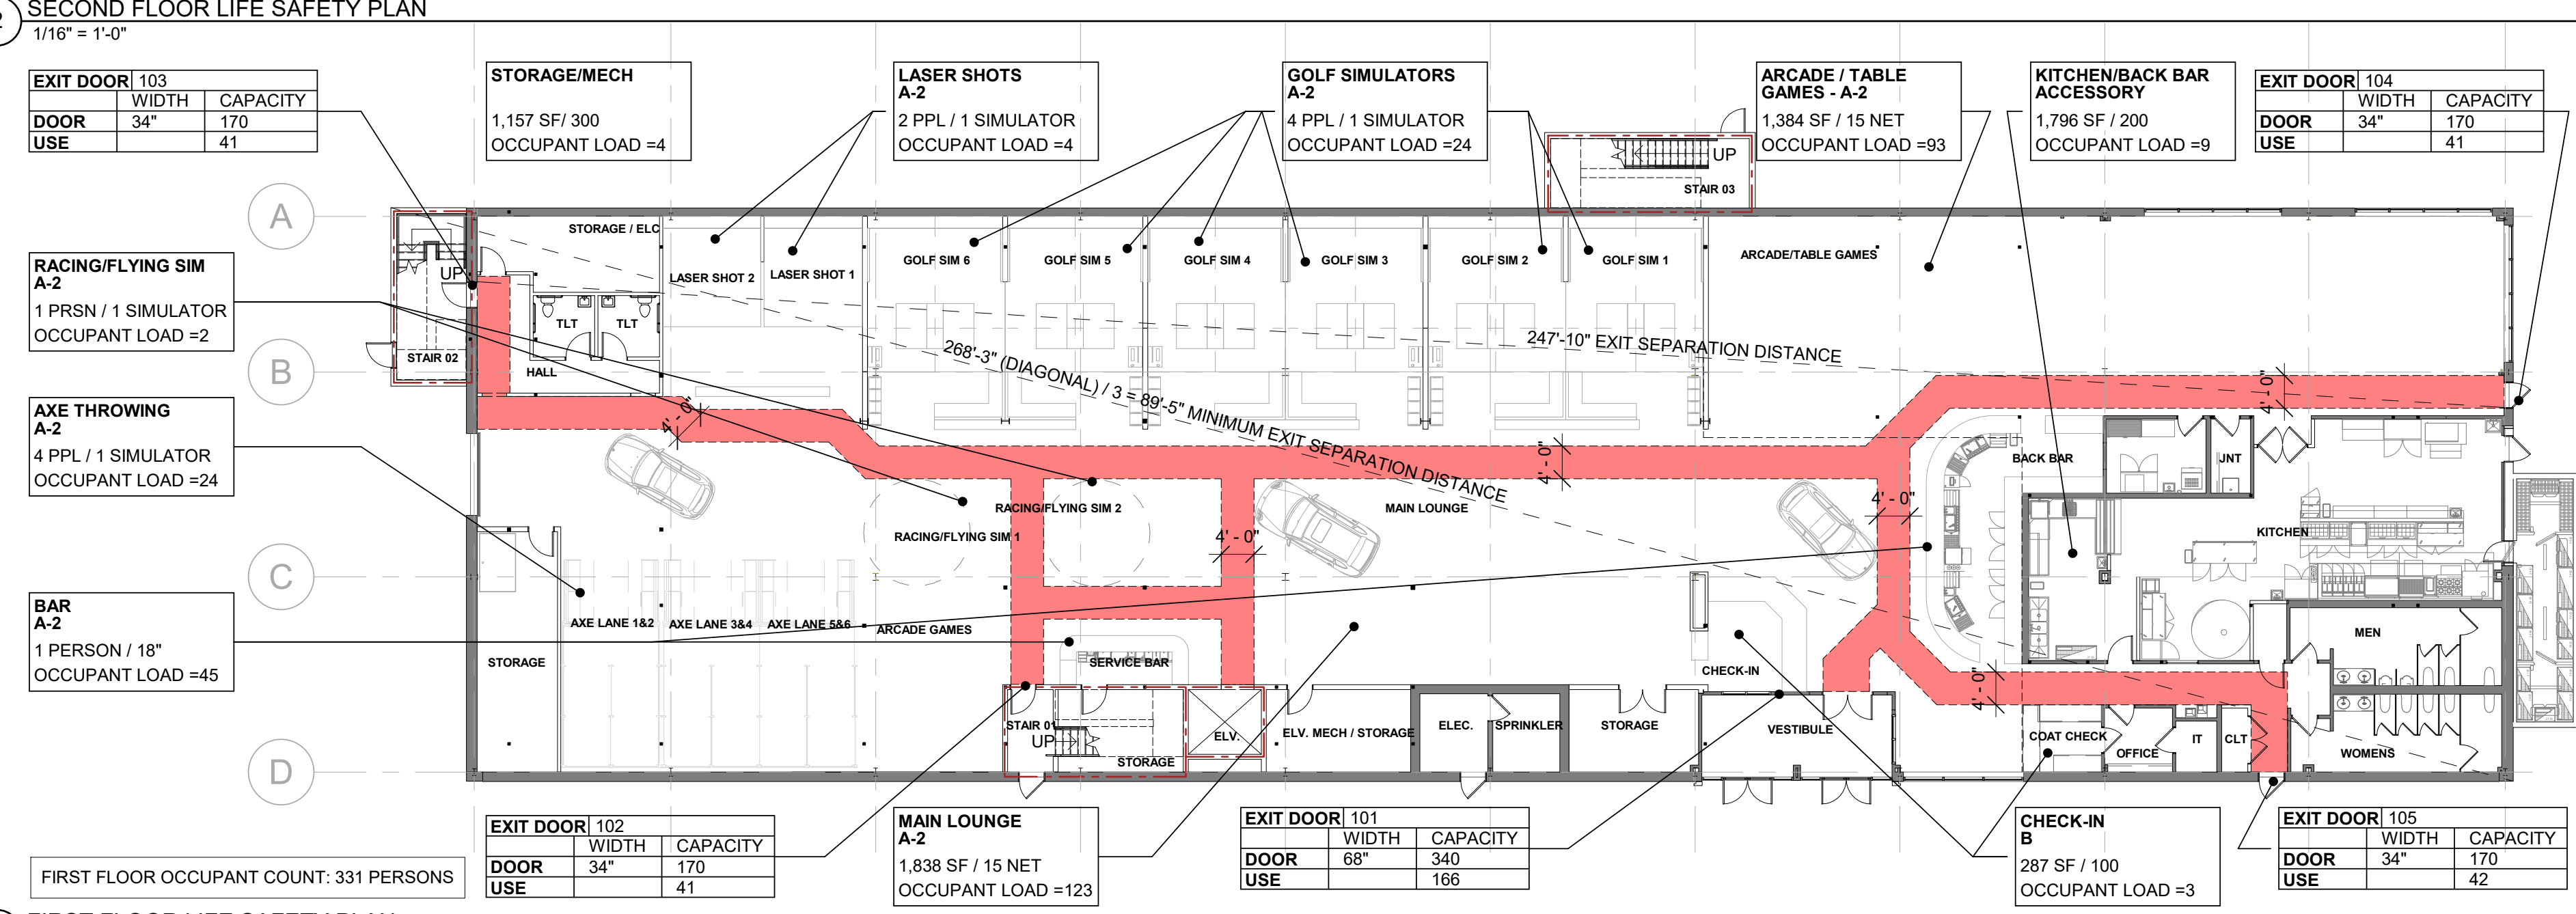 2
SECOND FLOOR LIFE SAFETY PLAN
1/16" = 1'-0"
EXIT DOOR 103
WIDTH CAPACITY
DOOR 34" 170
USE 41
STORAGE/MECH
1,157 SF/ 300
OCCUPANT LOAD =4
LASER SHOTS
A-2
2 PPL / 1 SIMULATOR
OCCUPANT LOAD =4
GOLF SIMULATORS
A-2
4 PPL / 1 SIMULATOR
OCCUPANT LOAD =24
ARCADE / TABLE
GAMES - A-2
1,384 SF / 15 NET
OCCUPANT LOAD =93
KITCHEN/BACK BAR
ACCESSORY
1,796 SF / 200
OCCUPANT LOAD =9
EXIT DOOR 104
WIDTH CAPACITY
DOOR 34" 170
USE 41
UP
STAIR 03
A
RACING/FLYING SIM
A-2
1 PRSN / 1 SIMULATOR
OCCUPANT LOAD =2
B
AXE THROWING
A-2
4 PPL / 1 SIMULATOR
OCCUPANT LOAD =24
C
BAR
A-2
1 PERSON / 18"
OCCUPANT LOAD =45
D
STORAGE / ELC
UP
STAIR 02
TLT
TLT
HALL
LASER SHOT 2
LASER SHOT 1
GOLF SIM 6
GOLF SIM 5
GOLF SIM 4
GOLF SIM 3
GOLF SIM 2
GOLF SIM 1
ARCADE/TABLE GAMES
268'-3" (DIAGONAL) / 3 = 89'-5" MINIMUM EXIT SEPARATION DISTANCE
247'-10" EXIT SEPARATION DISTANCE
4' - 0"
4' - 0"
4' - 0"
4' - 0"
4' - 0"
4' - 0"
RACING/FLYING SIM 2
RACING/FLYING SIM 1
MAIN LOUNGE
BACK BAR
JNT
KITCHEN
AXE LANE 1&2
AXE LANE 3&4
AXE LANE 5&6
ARCADE GAMES
STORAGE
SERVICE BAR
CHECK-IN
MEN
STAIR 01
UP
STORAGE
ELV.
ELV. MECH / STORAGE
ELEC.
SPRINKLER
STORAGE
VESTIBULE
COAT CHECK
OFFICE
IT
CLT
WOMENS
EXIT DOOR 102
WIDTH CAPACITY
DOOR 34" 170
USE 41
MAIN LOUNGE
A-2
1,838 SF / 15 NET
OCCUPANT LOAD =123
EXIT DOOR 101
WIDTH CAPACITY
DOOR 68" 340
USE 166
CHECK-IN
B
287 SF / 100
OCCUPANT LOAD =3
EXIT DOOR 105
WIDTH CAPACITY
DOOR 34" 170
USE 42
FIRST FLOOR OCCUPANT COUNT: 331 PERSONS
FIRST FLOOR LIFE SAFETY PLAN